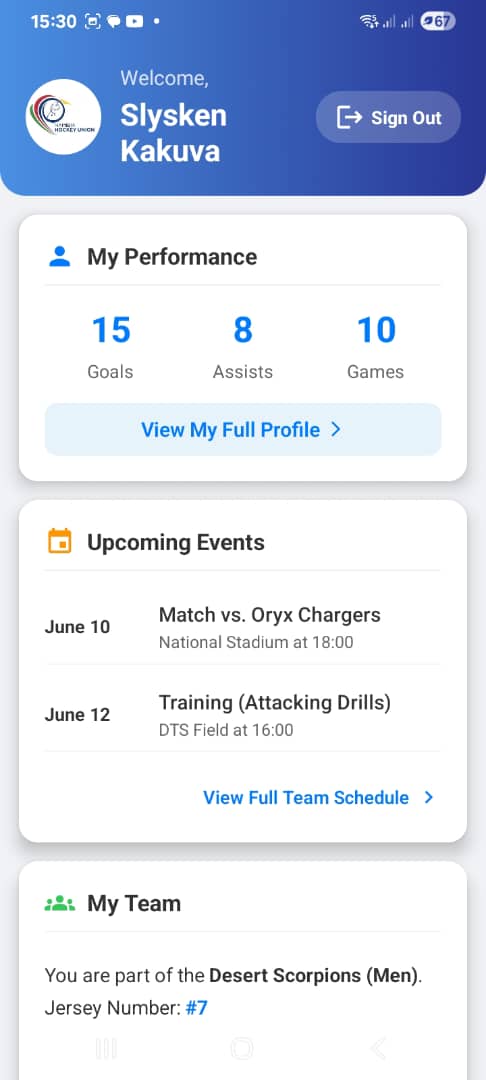 15:30
67
Welcome,
Slysken
Kakuva
Sign Out
HOCKEY UNION
My Performance
15
8
10
Goals
Assists
Games
View My Full Profile
Upcoming Events
June 10
Match vs. Oryx Chargers
National Stadium at 18:00
June 12
Training (Attacking Drills)
DTS Field at 16:00
View Full Team Schedule
My Team
You are part of the Desert Scorpions (Men).
Jersey Number: #7